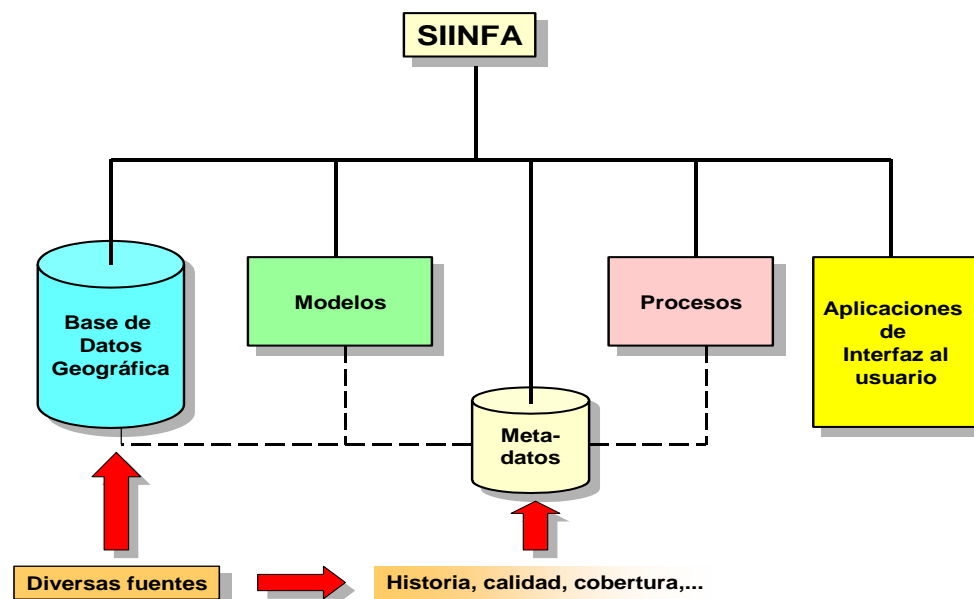 SIINFA
Base de
Datos
Geográfica
Modelos
Meta-
datos
Procesos
Aplicaciones
de
Interfaz al
usuario
Diversas fuentes
Historia, calidad, cobertura,...